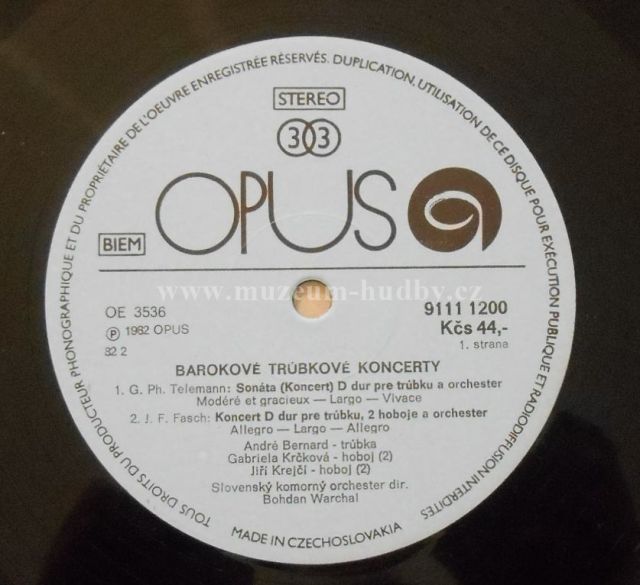 TOUS DROITS DU PRODUCTEUR PHONOGRAPHIQUE ET DU PROPRIÉTAIRE DE L'OEUVRE ENREGISTRÉE RÉSERVÉS. DUPLICATION, UTILISATION DE CE DISQUE POUR EXÉCUTION PUBLIQUE ET RADIODIFFUSION INTERDITES
STEREO
33
OPUS
BIEM
www.muzeum-hudby.cz
OE 3536
9111 1200
Ⓟ 1982 OPUS
Kčs 44,-
32 2
1. strana
BAROKOVÉ TRÚBKOVÉ KONCERTY
1. G. Ph. Telemann: Sonáta (Koncert) D dur pre trúbku a orchester
Modéré et gracieux — Largo — Vivace
2. J. F. Fasch: Koncert D dur pre trúbku, 2 hoboje a orchester
Allegro — Largo — Allegro
André Bernard - trúbka
Gabriela Krčková - hoboj (2)
Jiří Krejčí - hoboj (2)
Slovenský komorný orchester dir.
Bohdan Warchal
MADE IN CZECHOSLOVAKIA